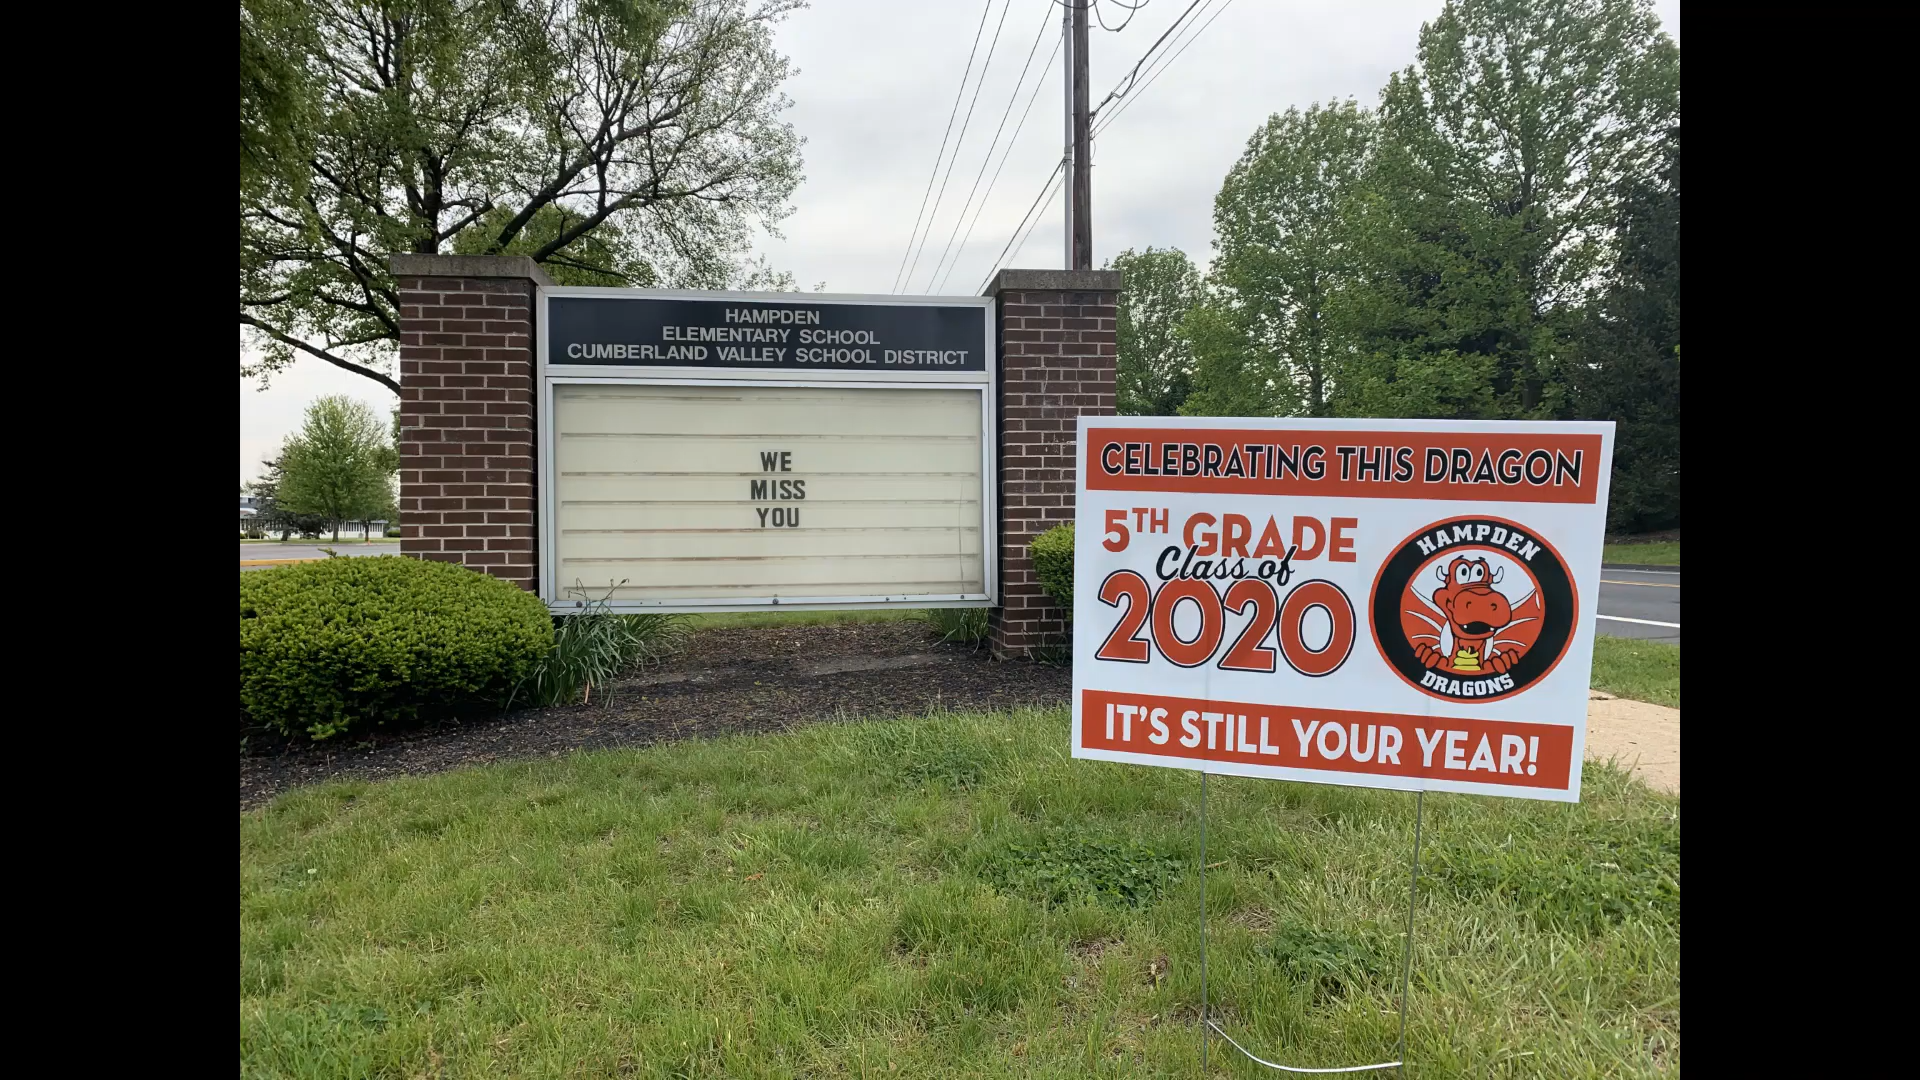 HAMPDEN
ELEMENTARY SCHOOL
CUMBERLAND VALLEY SCHOOL DISTRICT
WE
MISS
YOU
CELEBRATING THIS DRAGON
5TH GRADE
Class of
2020
HAMPDEN
DRAGONS
IT'S STILL YOUR YEAR!